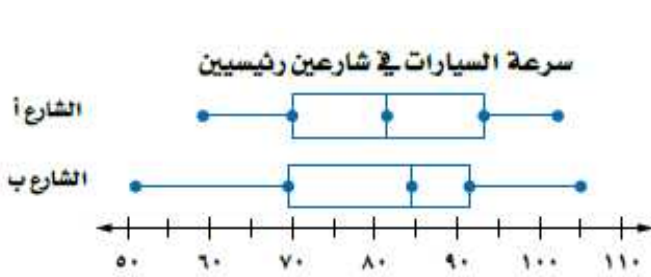 سرعة السيارات في شارعين رئيسيين
الشارع أ
الشارع ب
٥٠ ٦٠ ٧٠ ٨٠ ٩٠ ١٠٠ ١١٠